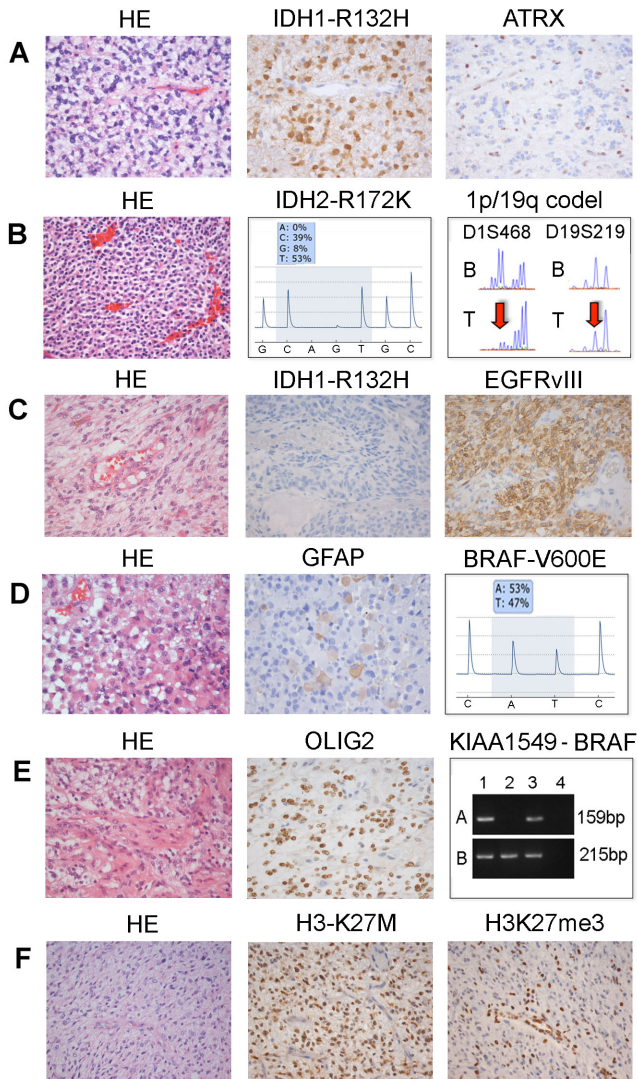 HE IDH1-R132H ATRX
A
HE IDH2-R172K 1p/19q codel
B
A: 0%
C: 39%
G: 8%
T: 53%
G C A G T G C
D1S468 D19S219
B B
T T
HE IDH1-R132H EGFRvIII
C
HE GFAP BRAF-V600E
D
A: 53%
T: 47%
C A T C
HE OLIG2 KIAA1549 - BRAF
E
1 2 3 4
A 159bp
B 215bp
HE H3-K27M H3K27me3
F